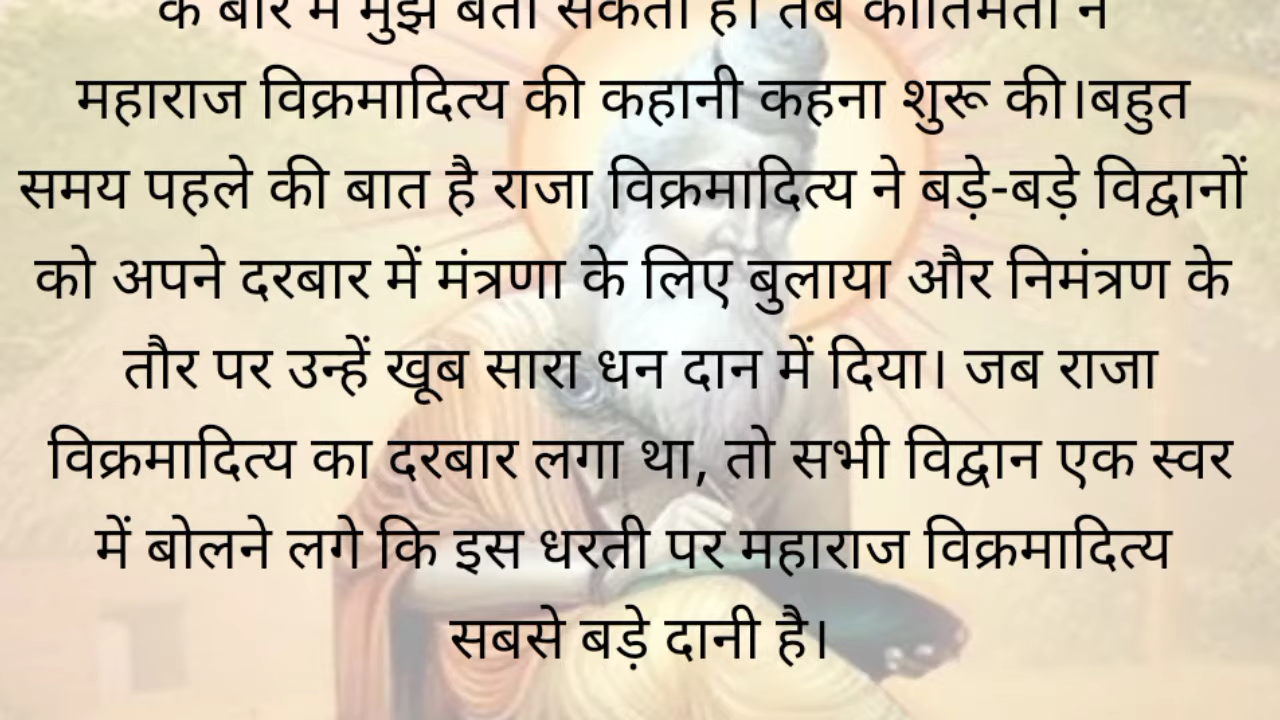 के बारे में मुझे बता सकती हो। तब कीर्तिमती ने
महाराज विक्रमादित्य की कहानी कहना शुरू की।बहुत
समय पहले की बात है राजा विक्रमादित्य ने बड़े-बड़े विद्वानों
को अपने दरबार में मंत्रणा के लिए बुलाया और निमंत्रण के
तौर पर उन्हें खूब सारा धन दान में दिया। जब राजा
विक्रमादित्य का दरबार लगा था, तो सभी विद्वान एक स्वर
में बोलने लगे कि इस धरती पर महाराज विक्रमादित्य
सबसे बड़े दानी है।